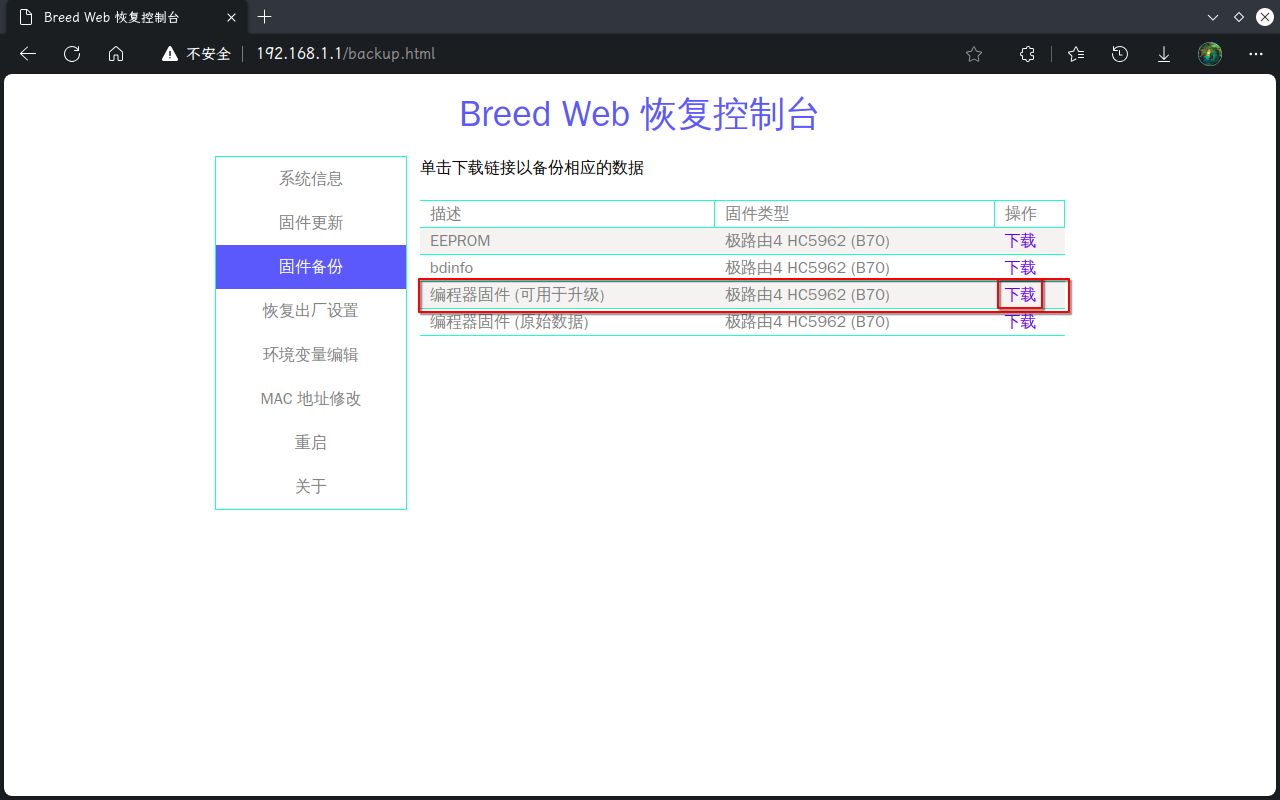 Breed Web 恢复控制台
不安全 192.168.1.1/backup.html
Breed Web 恢复控制台
系统信息
固件更新
固件备份
恢复出厂设置
环境变量编辑
MAC 地址修改
重启
关于
单击下载链接以备份相应的数据
描述 固件类型 操作
EEPROM 极路由4 HC5962 (B70) 下载
bdinfo 极路由4 HC5962 (B70) 下载
编程器固件 (可用于升级) 极路由4 HC5962 (B70) 下载
编程器固件 (原始数据) 极路由4 HC5962 (B70) 下载